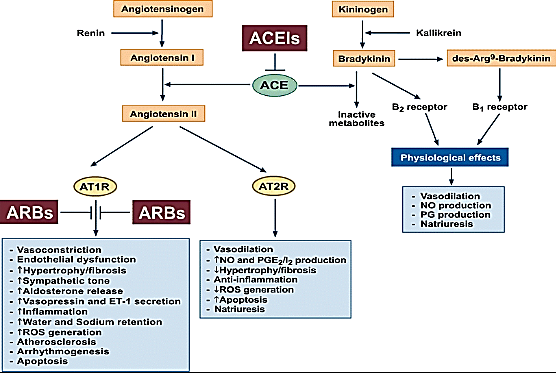 Angiotensinogen
Kininogen
Renin
ACEIs
Kallikrein
Angiotensin I
Bradykinin
des-Arg⁹-Bradykinin
ACE
Inactive
metabolites
B₂ receptor
B₁ receptor
Angiotensin II
Physiological effects
AT1R
AT2R
- Vasodilation
- NO production
- PG production
- Natriuresis
ARBs
ARBs
- Vasoconstriction
- Endothelial dysfunction
- ↑Hypertrophy/fibrosis
- ↑Sympathetic tone
- ↑Aldosterone release
- ↑Vasopressin and ET-1 secretion
- ↑Inflammation
- ↑Water and Sodium retention
- ↑ROS generation
- Atherosclerosis
- Arrhythmogenesis
- Apoptosis
- Vasodilation
- ↑NO and PGE₂/I₂ production
- ↓Hypertrophy/fibrosis
- Anti-inflammation
- ↓ROS generation
- ↑Apoptosis
- Natriuresis